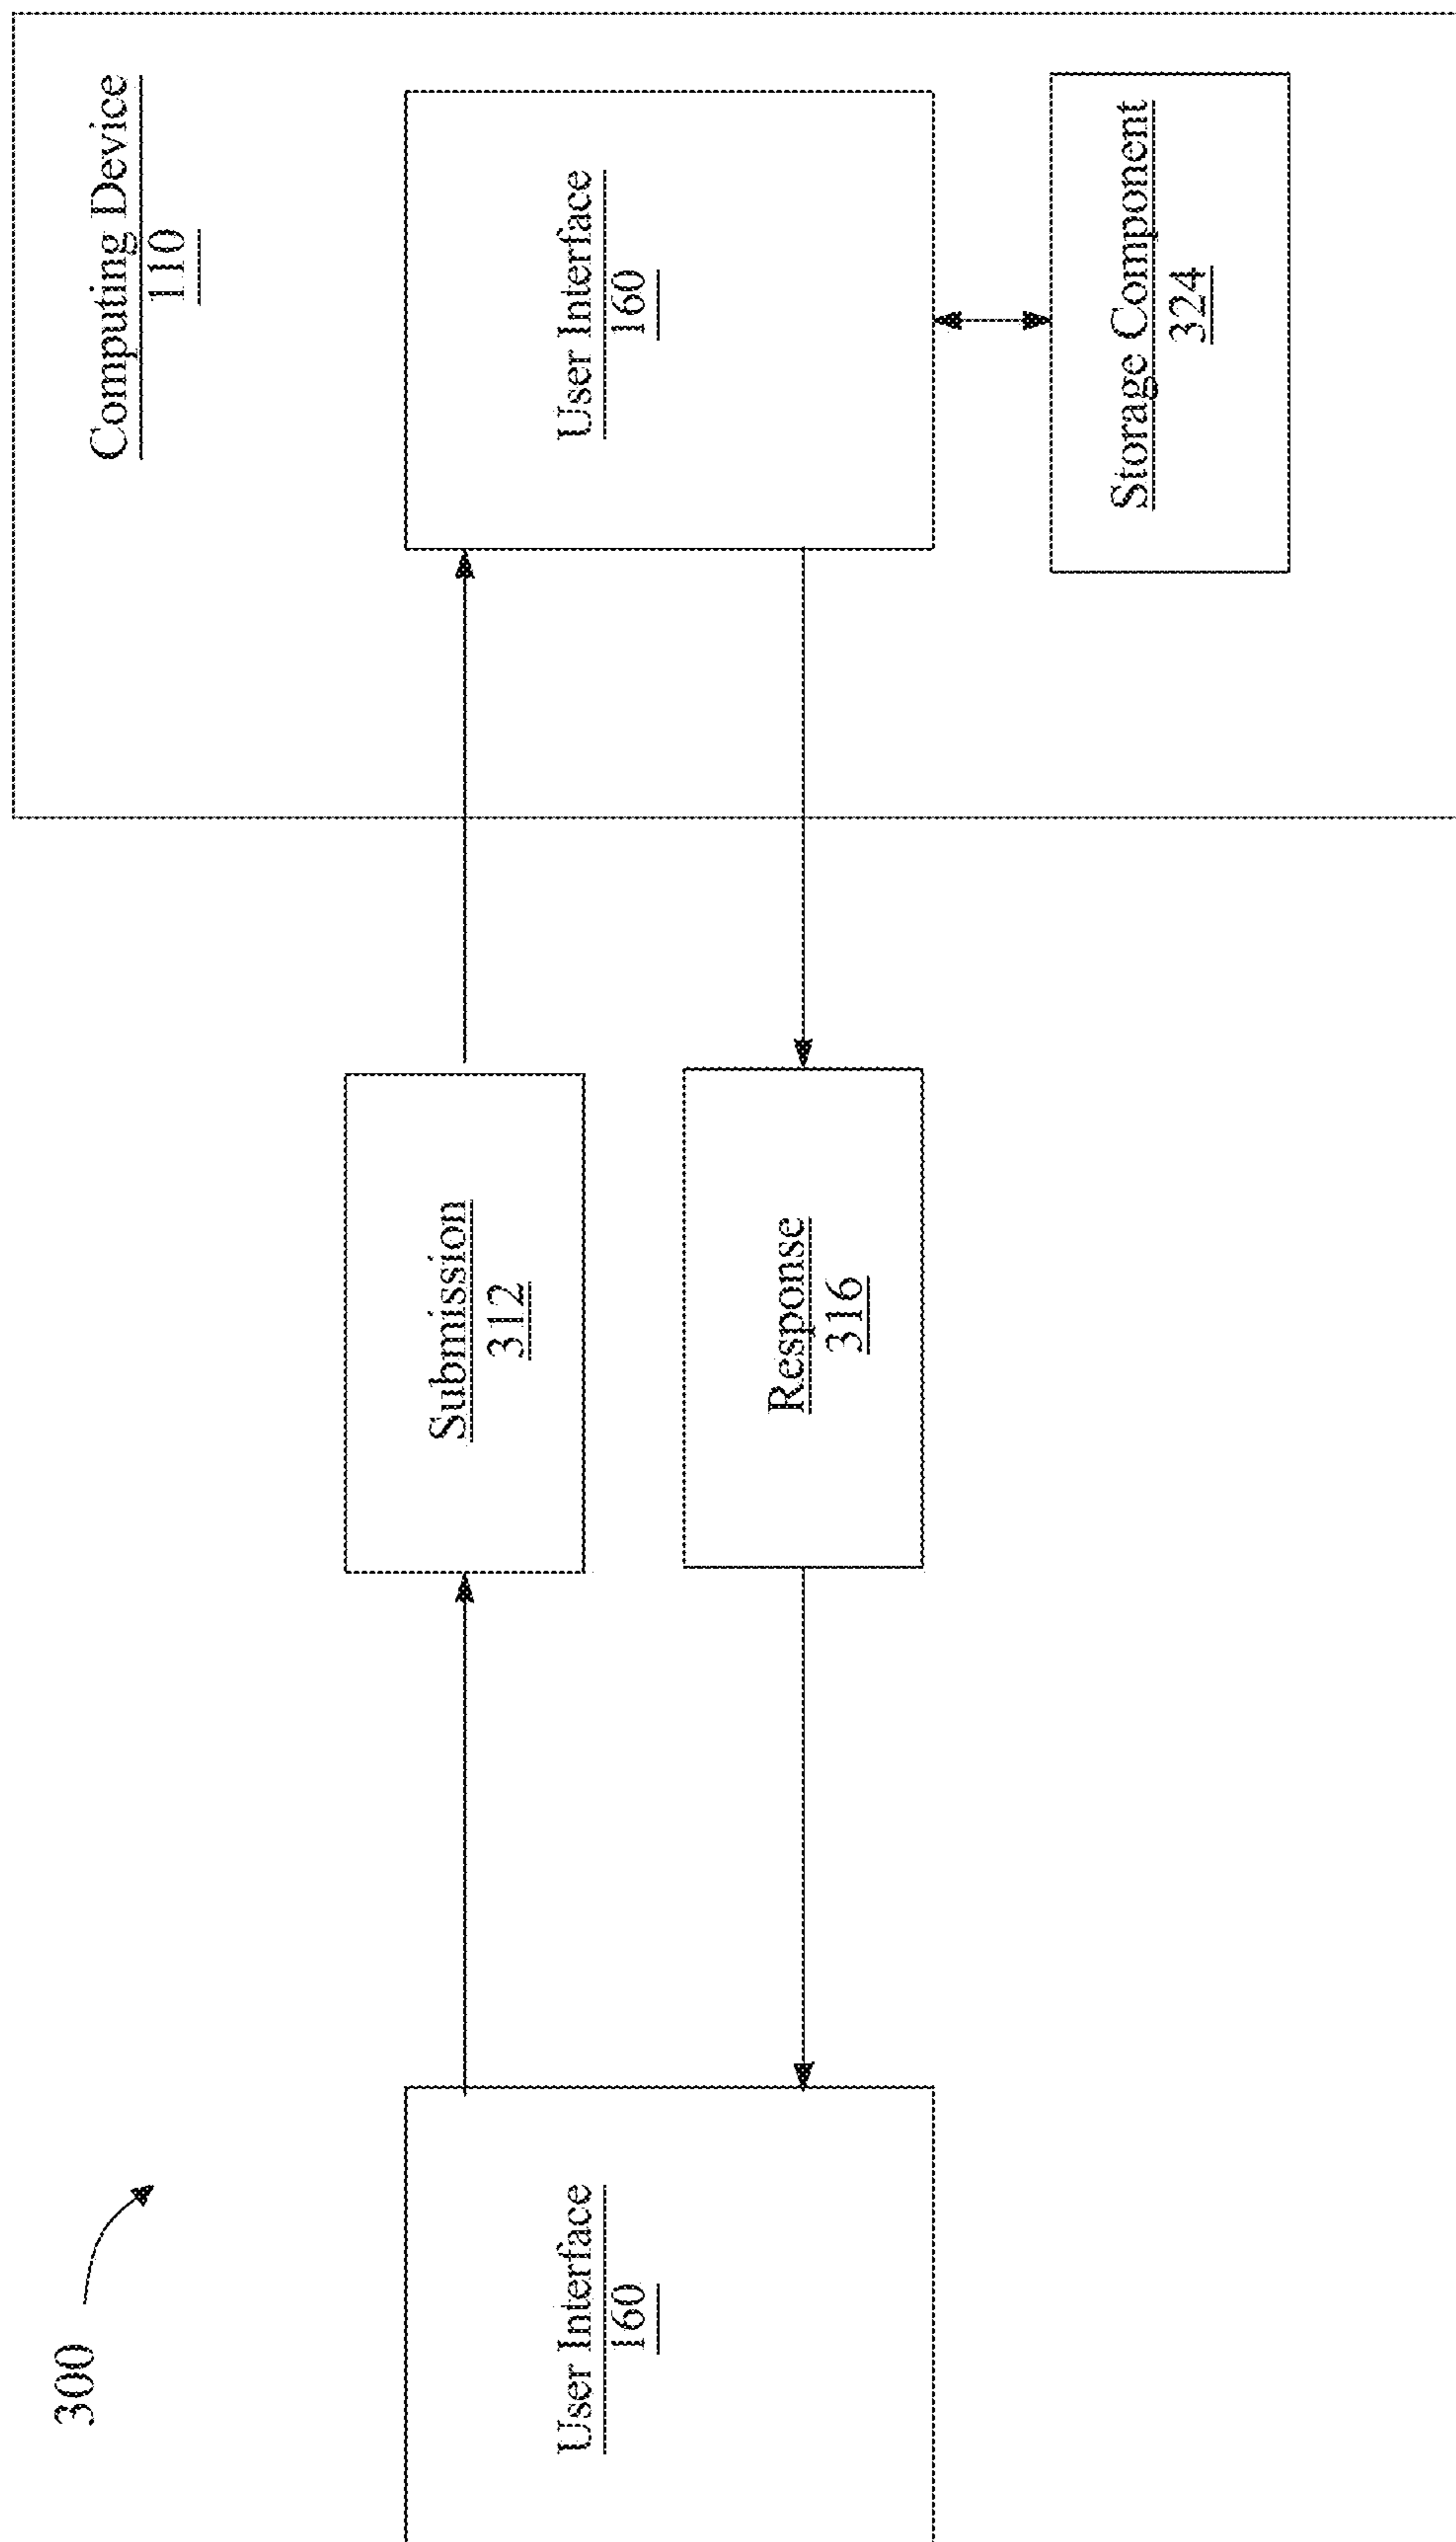 300
User Interface
160
Submission
312
Response
316
Computing Device
110
User Interface
160
Storage Component
324